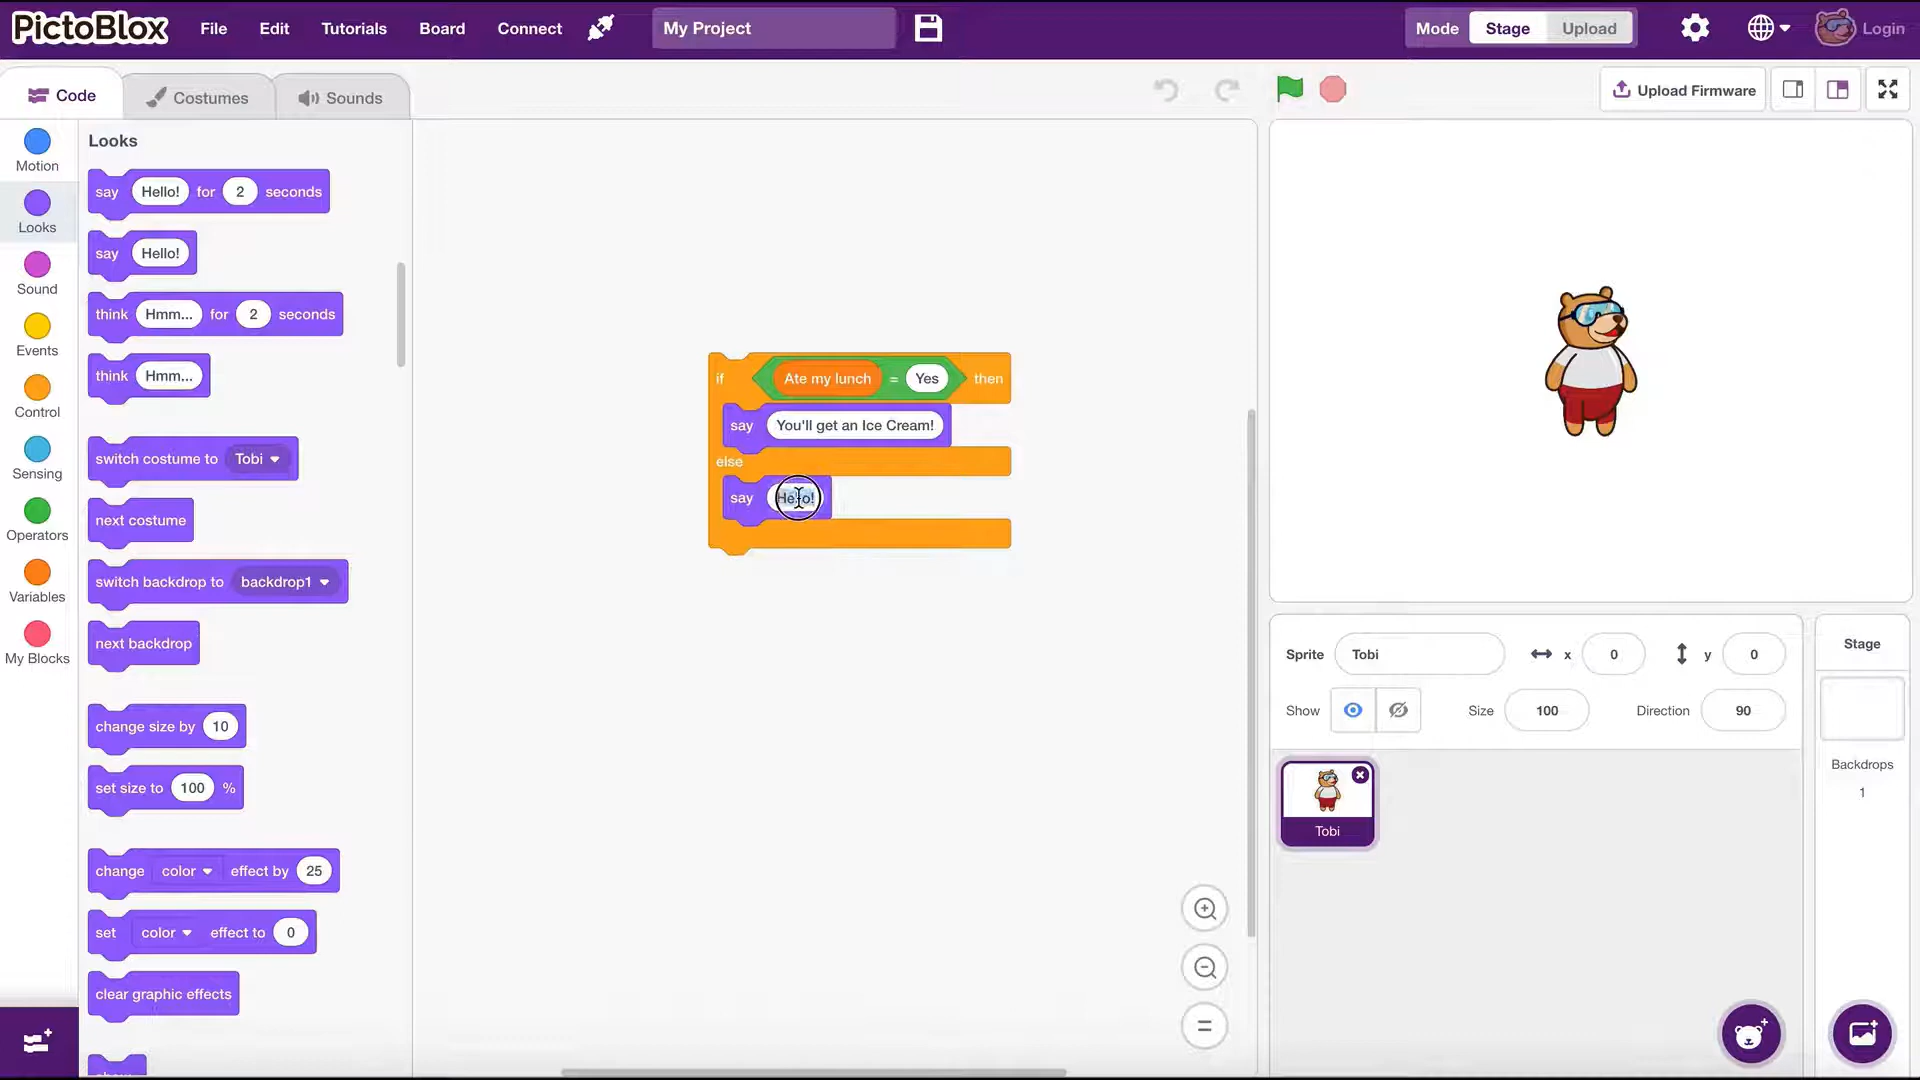 PictoBlox File Edit Tutorials Board Connect My Project Mode Stage Upload Login
Code Costumes Sounds Upload Firmware
Motion
Looks
Sound
Events
Control
Sensing
Operators
Variables
My Blocks
Looks
say Hello! for 2 seconds
say Hello!
think Hmm... for 2 seconds
think Hmm...
switch costume to Tobi
next costume
switch backdrop to backdrop1
next backdrop
change size by 10
set size to 100 %
change color effect by 25
set color effect to 0
clear graphic effects
if Ate my lunch = Yes then
say You'll get an Ice Cream!
else
say Hello!
Sprite Tobi x 0 y 0
Show Size 100 Direction 90
Tobi
Stage
Backdrops
1